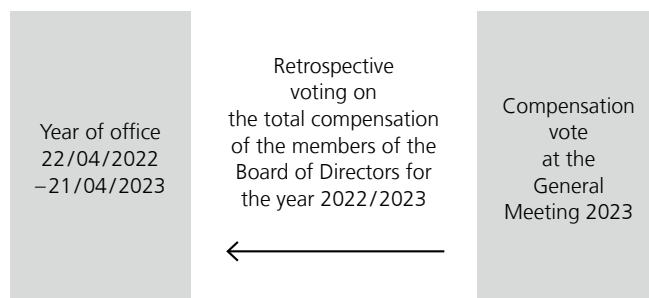 Year of office
22/04/2022
–21/04/2023
Retrospective
voting on
the total compensation
of the members of the
Board of Directors for
the year 2022/2023
Compensation
vote
at the
General
Meeting 2023